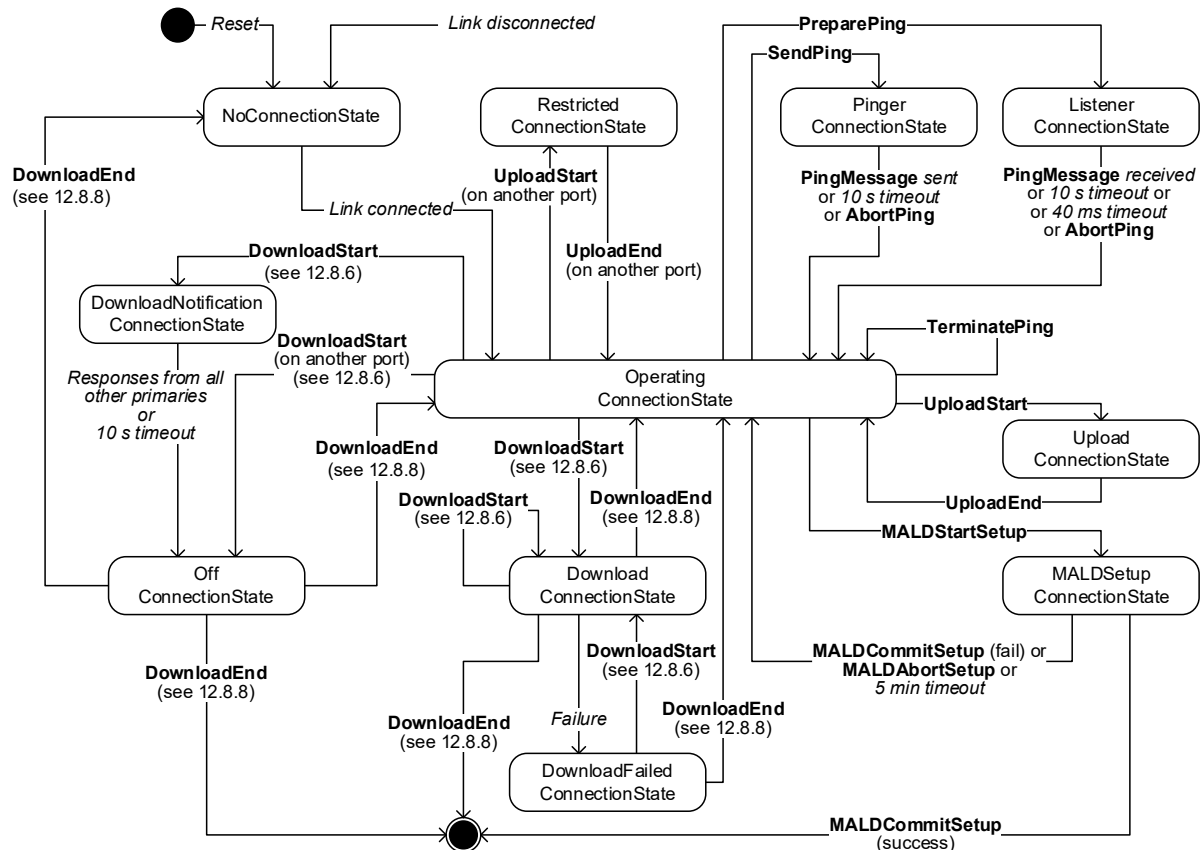 Reset
Link disconnected
PreparePing
SendPing
NoConnectionState
Restricted
ConnectionState
Pinger
ConnectionState
Listener
ConnectionState
DownloadEnd
(see 12.8.8)
UploadStart
(on another port)
PingMessage sent
or 10 s timeout
or AbortPing
PingMessage received
or 10 s timeout or
or 40 ms timeout
or AbortPing
Link connected
DownloadStart
(see 12.8.6)
UploadEnd
(on another port)
DownloadNotification
ConnectionState
DownloadStart
(on another port)
(see 12.8.6)
TerminatePing
Responses from all
other primaries
or
10 s timeout
Operating
ConnectionState
UploadStart
Upload
ConnectionState
DownloadEnd
(see 12.8.8)
DownloadStart
(see 12.8.6)
DownloadStart
(see 12.8.6)
DownloadEnd
(see 12.8.8)
UploadEnd
MALDStartSetup
Off
ConnectionState
Download
ConnectionState
MALDSetup
ConnectionState
DownloadEnd
(see 12.8.8)
DownloadStart
(see 12.8.6)
MALDCommitSetup (fail) or
MALDAbortSetup or
5 min timeout
DownloadEnd
(see 12.8.8)
Failure
DownloadEnd
(see 12.8.8)
DownloadFailed
ConnectionState
MALDCommitSetup
(success)